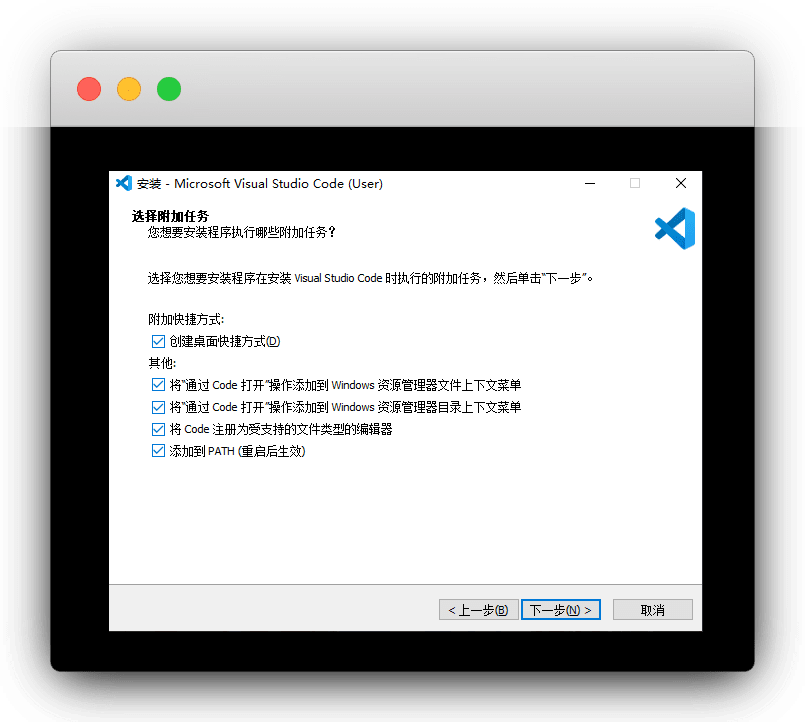 安装 - Microsoft Visual Studio Code (User)
选择附加任务
您想要安装程序执行哪些附加任务？
选择您想要安装程序在安装 Visual Studio Code 时执行的附加任务，然后单击“下一步”。
附加快捷方式:
创建桌面快捷方式(D)
其他:
将“通过 Code 打开”操作添加到 Windows 资源管理器文件上下文菜单
将“通过 Code 打开”操作添加到 Windows 资源管理器目录上下文菜单
将 Code 注册为受支持的文件类型的编辑器
添加到 PATH (重启后生效)
< 上一步(B) 下一步(N) > 取消